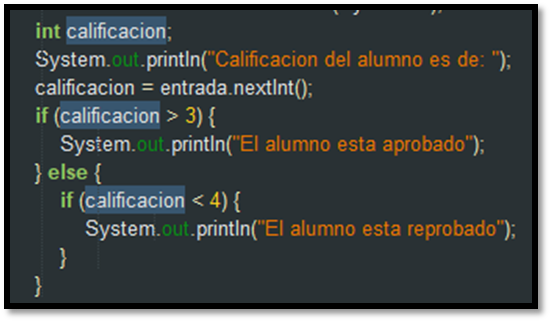 int calificacion;
System.out.println("Calificacion del alumno es de: ");
calificacion = entrada.nextInt();
if (calificacion > 3) {
System.out.println("El alumno esta aprobado");
} else {
if (calificacion < 4) {
System.out.println("El alumno esta reprobado");
}
}